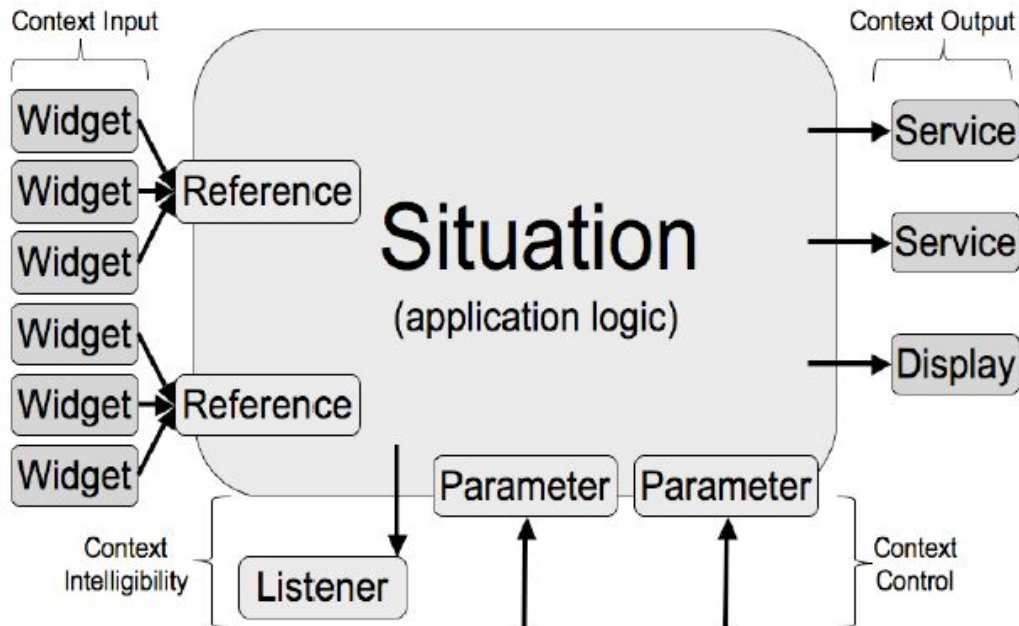 Context Input
Context Output
Widget
Widget
Widget
Widget
Widget
Widget
Reference
Reference
Situation
(application logic)
Service
Service
Display
Parameter
Parameter
Context
Intelligibility
Listener
Context
Control